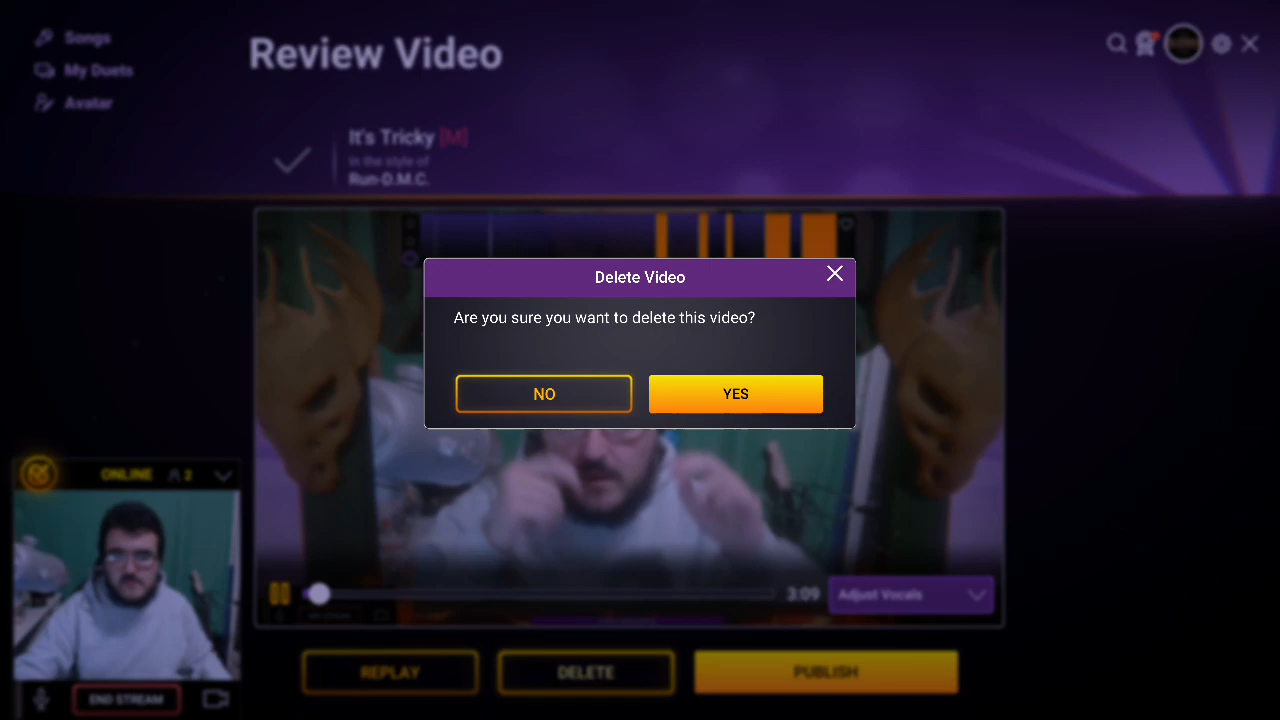 Songs
My Duets
Avatar
Review Video
It's Tricky [M]
In the style of
Run-D.M.C.
Delete Video
Are you sure you want to delete this video?
NO
YES
ONLINE
2
3:09
Adjust Vocals
REPLAY
DELETE
PUBLISH
END STREAM